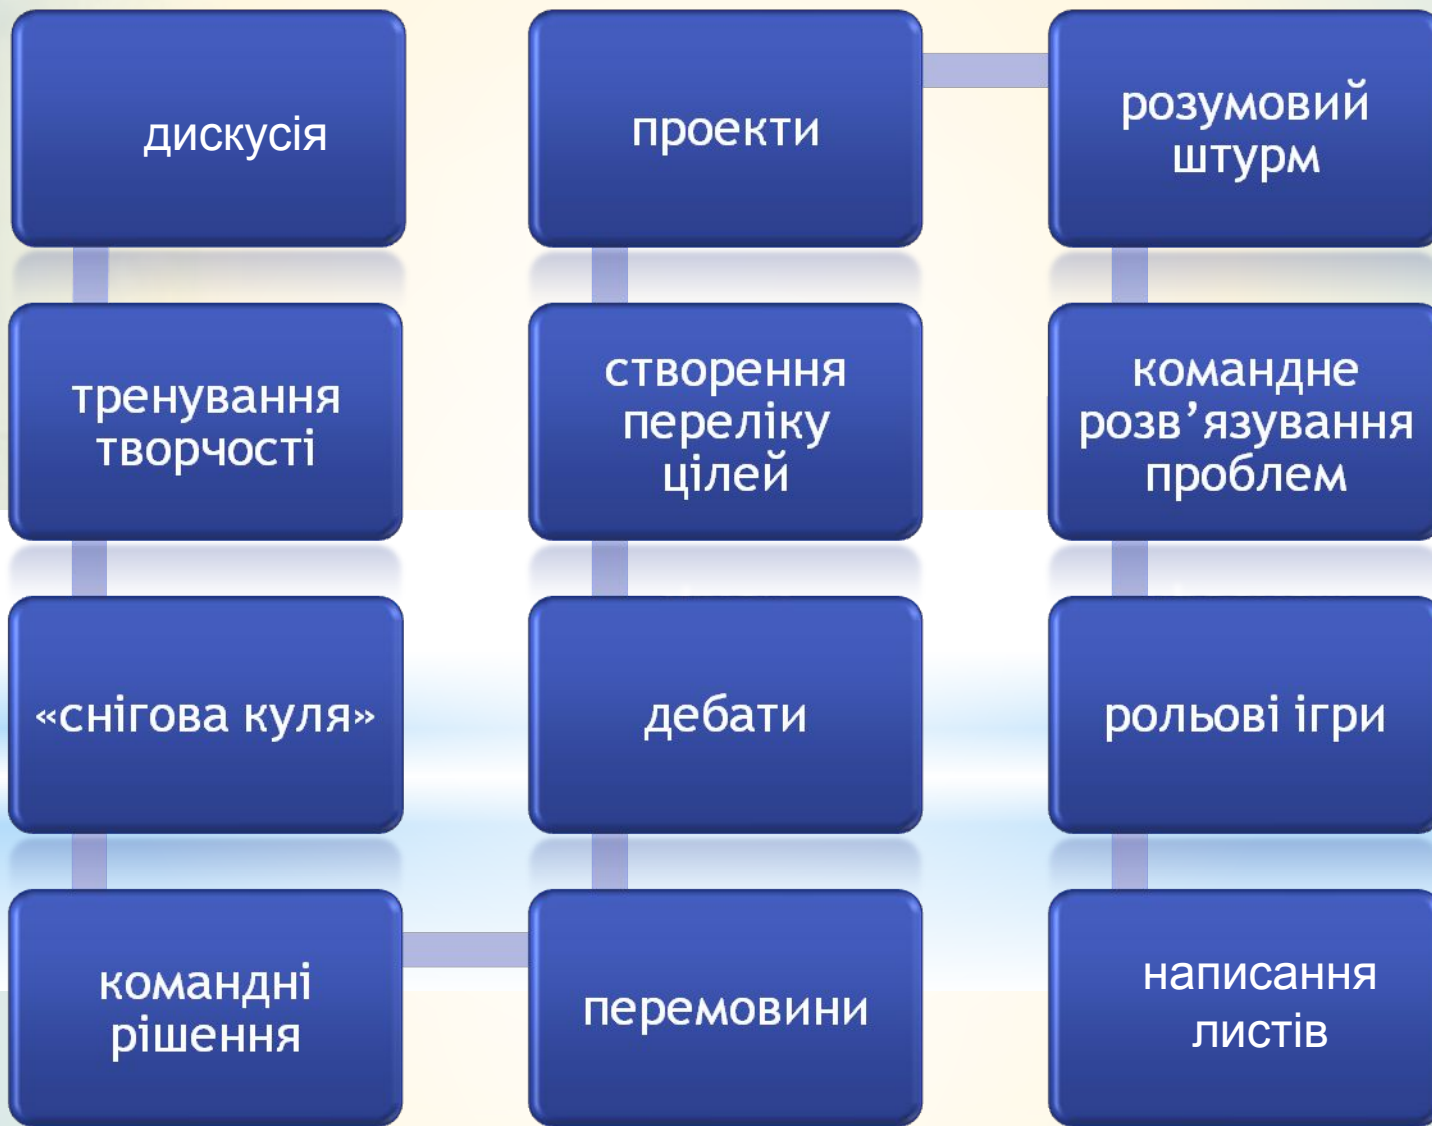 дискусія
тренування
творчості
«снігова куля»
командні
рішення
перемовини
дебати
створення
переліку
цілей
проекти
розумовий
штурм
командне
розв’язування
проблем
рольові ігри
написання
листів